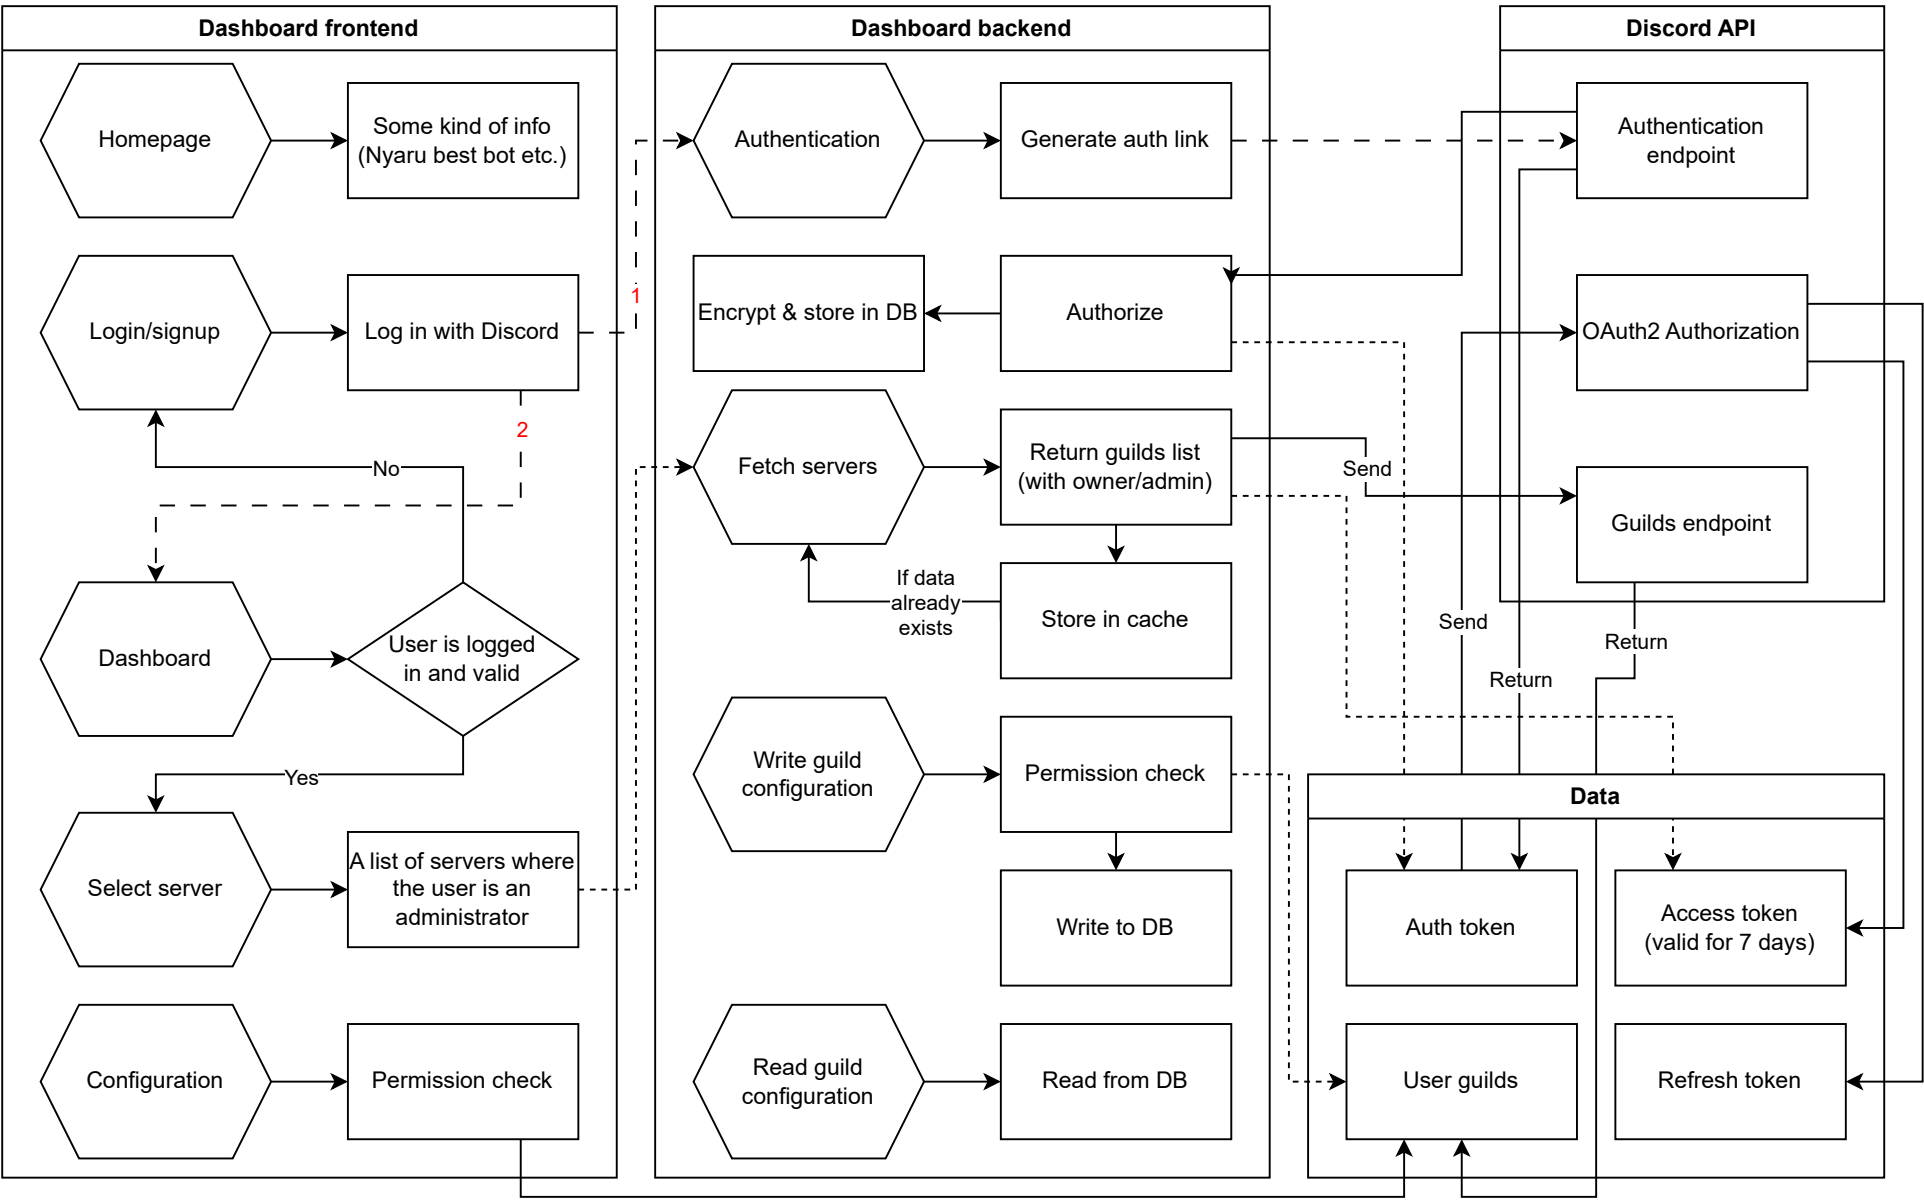 Dashboard frontend
Homepage
Some kind of info
(Nyaru best bot etc.)
Login/signup
Log in with Discord
1
2
No
Dashboard
User is logged
in and valid
Yes
Select server
A list of servers where
the user is an
administrator
Configuration
Permission check
Dashboard backend
Authentication
Generate auth link
Encrypt & store in DB
Authorize
Fetch servers
Return guilds list
(with owner/admin)
If data
already
exists
Store in cache
Write guild
configuration
Permission check
Write to DB
Read guild
configuration
Read from DB
Discord API
Authentication
endpoint
OAuth2 Authorization
Send
Guilds endpoint
Send
Return
Return
Data
Auth token
Access token
(valid for 7 days)
User guilds
Refresh token